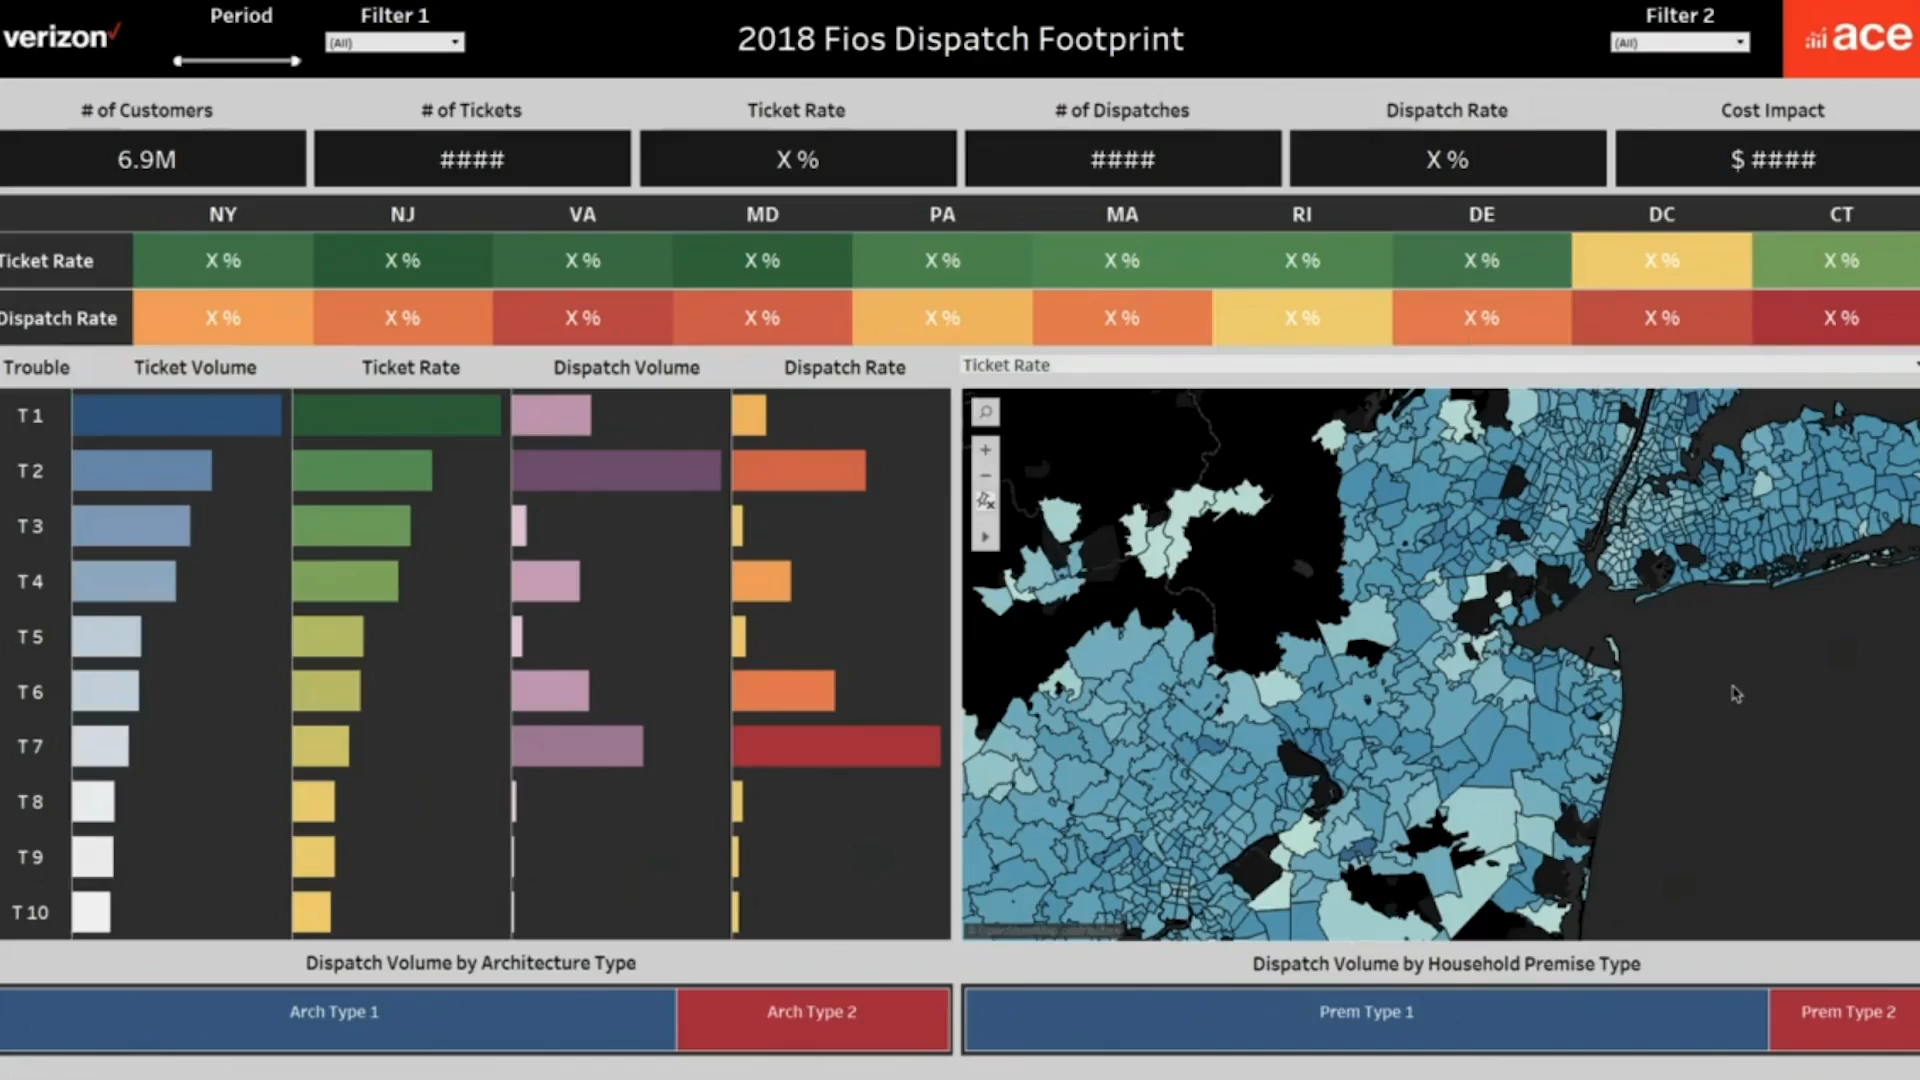 verizon
Period
Filter 1
(All)
2018 Fios Dispatch Footprint
Filter 2
(All)
ace
# of Customers
# of Tickets
Ticket Rate
# of Dispatches
Dispatch Rate
Cost Impact
6.9M
####
X %
####
X %
$ ####
NY NJ VA MD PA MA RI DE DC CT
Ticket Rate X % X % X % X % X % X % X % X % X % X %
Dispatch Rate X % X % X % X % X % X % X % X % X % X %
Trouble Ticket Volume Ticket Rate Dispatch Volume Dispatch Rate
Ticket Rate
T 1
T 2
T 3
T 4
T 5
T 6
T 7
T 8
T 9
T 10
Dispatch Volume by Architecture Type
Dispatch Volume by Household Premise Type
Arch Type 1
Arch Type 2
Prem Type 1
Prem Type 2